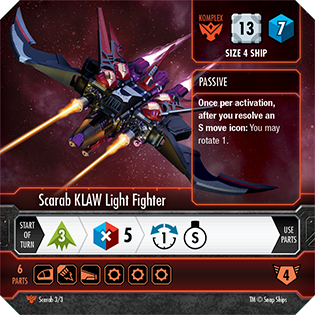 KOMPLEX
13
7
SIZE 4 SHIP
PASSIVE
Once per activation,
after you resolve an
S move icon: You may
rotate 1.
Scarab KLAW Light Fighter
START OF TURN
3
5
1
S
USE PARTS
6 PARTS
4
Scarab 3/3
TM © Snap Ships